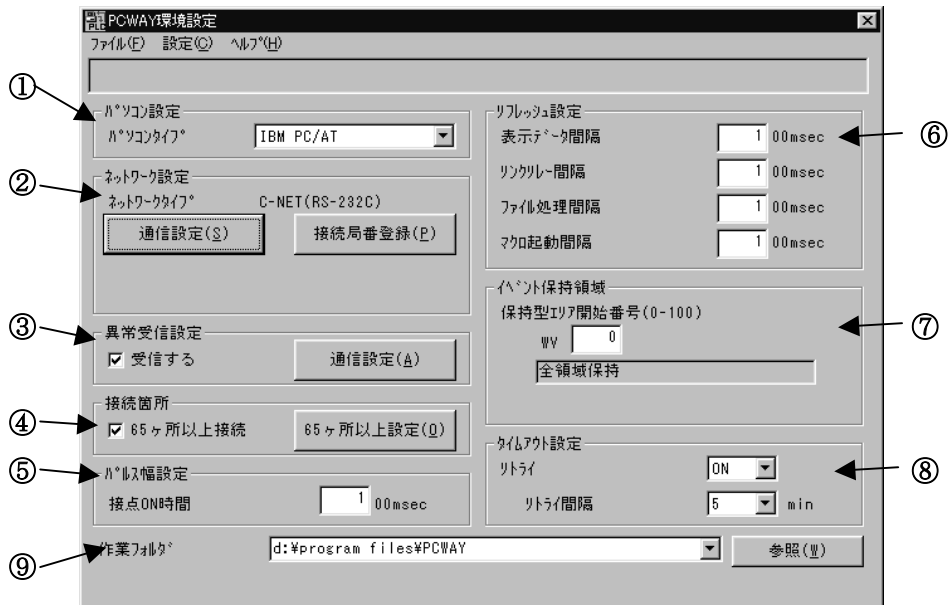 PCWAY環境設定
ﾌｧｲﾙ(F) 設定(C) ﾍﾙﾌﾟ(H)
①
ﾊﾟｿｺﾝ設定
ﾊﾟｿｺﾝﾀｲﾌﾟ IBM PC/AT
②
ﾈｯﾄﾜｰｸ設定
ﾈｯﾄﾜｰｸﾀｲﾌﾟ C-NET(RS-232C)
通信設定(S) 接続局番登録(P)
③
異常受信設定
受信する 通信設定(A)
④
接続箇所
65ヶ所以上接続 65ヶ所以上設定(O)
⑤
ﾊﾟﾙｽ幅設定
接点ON時間 1 00msec
⑥
ﾘﾌﾚｯｼｭ設定
表示ﾃﾞｰﾀ間隔 1 00msec
ﾘﾝｸﾘﾚｰ間隔 1 00msec
ﾌｧｲﾙ処理間隔 1 00msec
ﾏｸﾛ起動間隔 1 00msec
⑦
ｲﾍﾞﾝﾄ保持領域
保持型ｴﾘｱ開始番号(0-100)
WV 0
全領域保持
⑧
ﾀｲﾑｱｳﾄ設定
ﾘﾄﾗｲ ON
ﾘﾄﾗｲ間隔 5 min
⑨
作業ﾌｫﾙﾀﾞ d:¥program files¥PCWAY 参照(W)